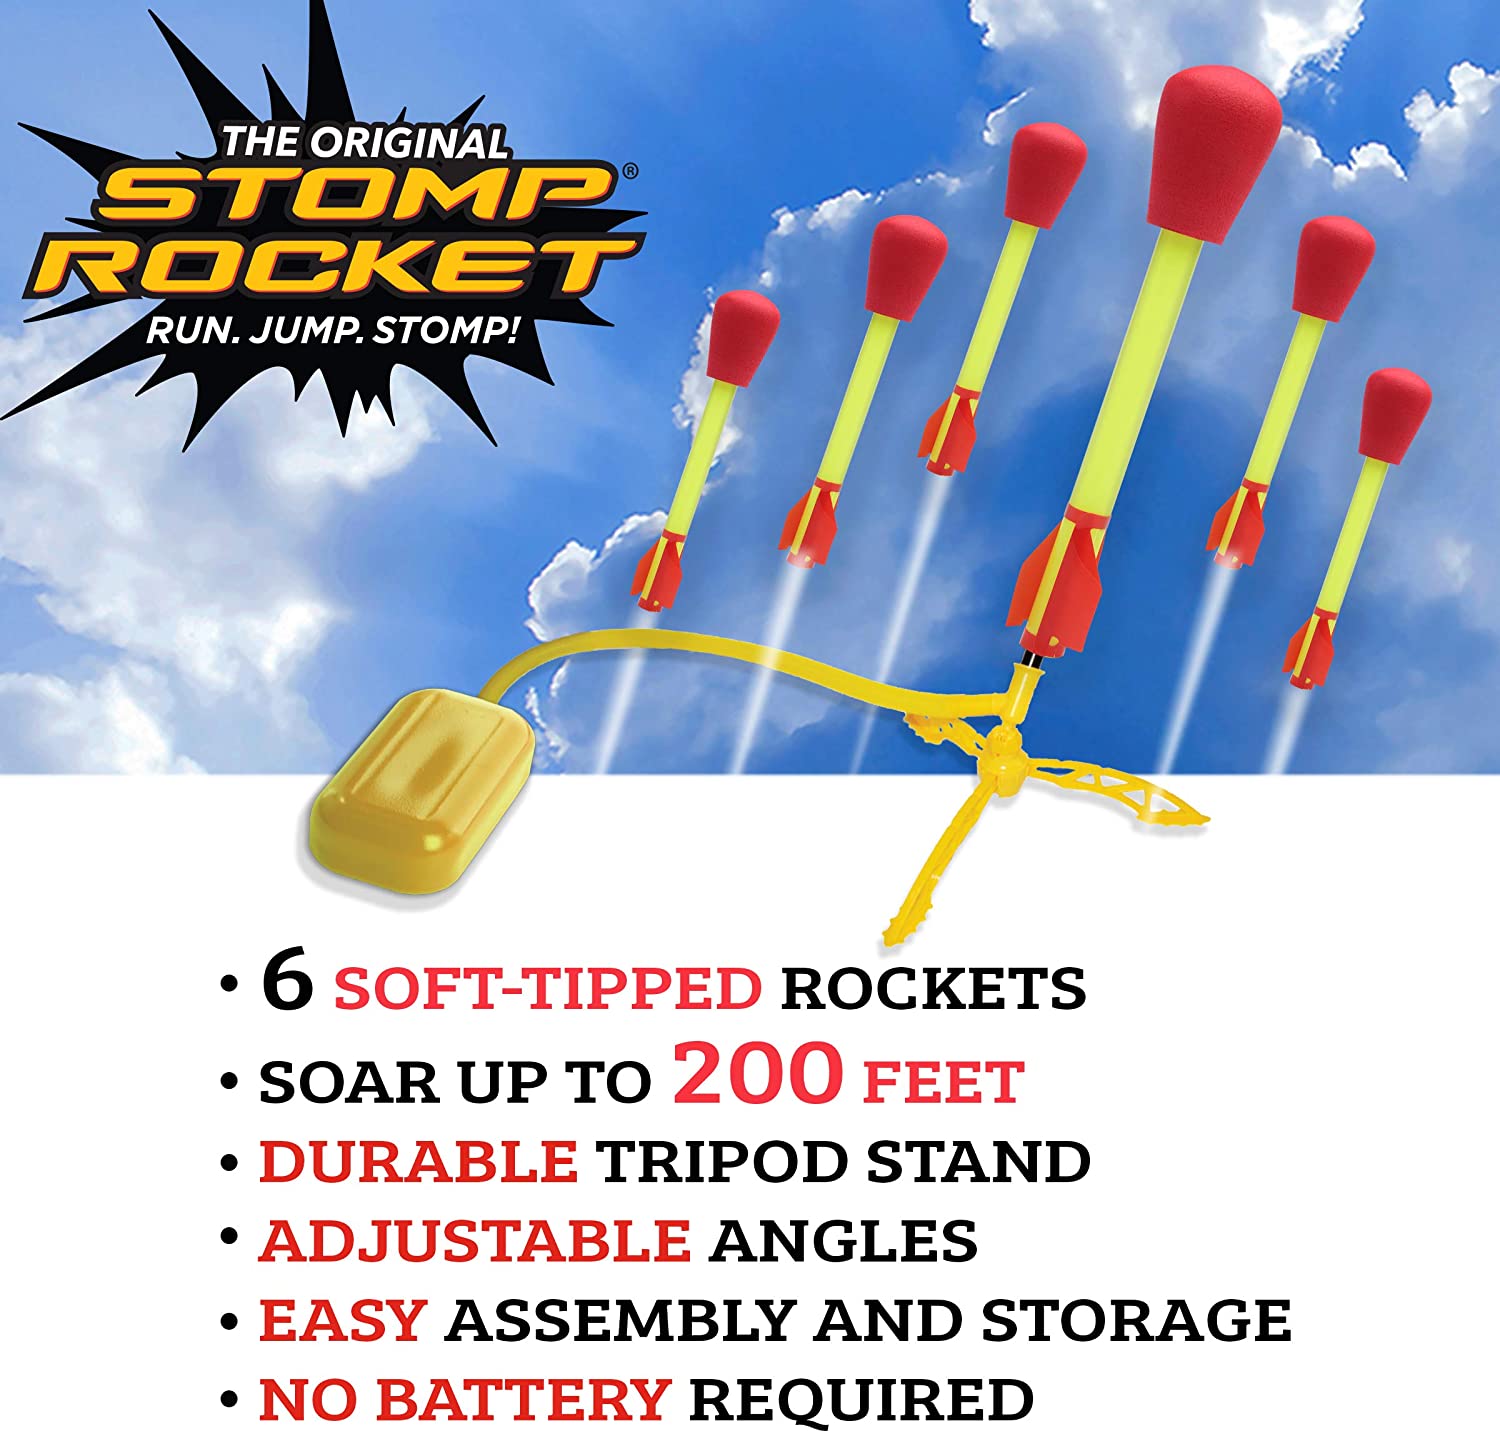 THE ORIGINAL
STOMP®
ROCKET
RUN. JUMP. STOMP!
• 6 SOFT-TIPPED ROCKETS
• SOAR UP TO 200 FEET
• DURABLE TRIPOD STAND
• ADJUSTABLE ANGLES
• EASY ASSEMBLY AND STORAGE
• NO BATTERY REQUIRED